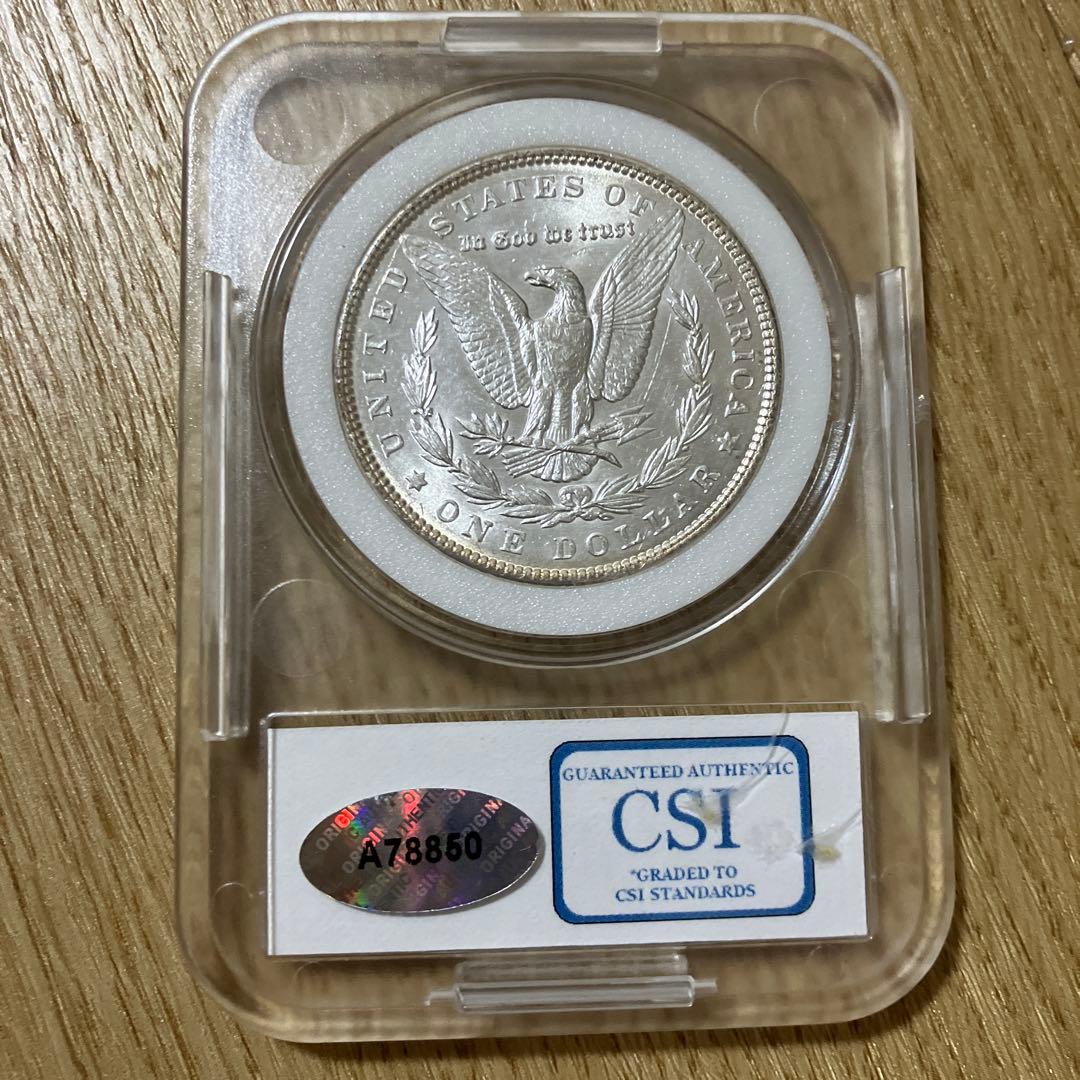 UNITED STATES OF AMERICA
In God we trust
ONE DOLLAR
GUARANTEED AUTHENTIC
CSI
*GRADED TO
CSI STANDARDS
A78850